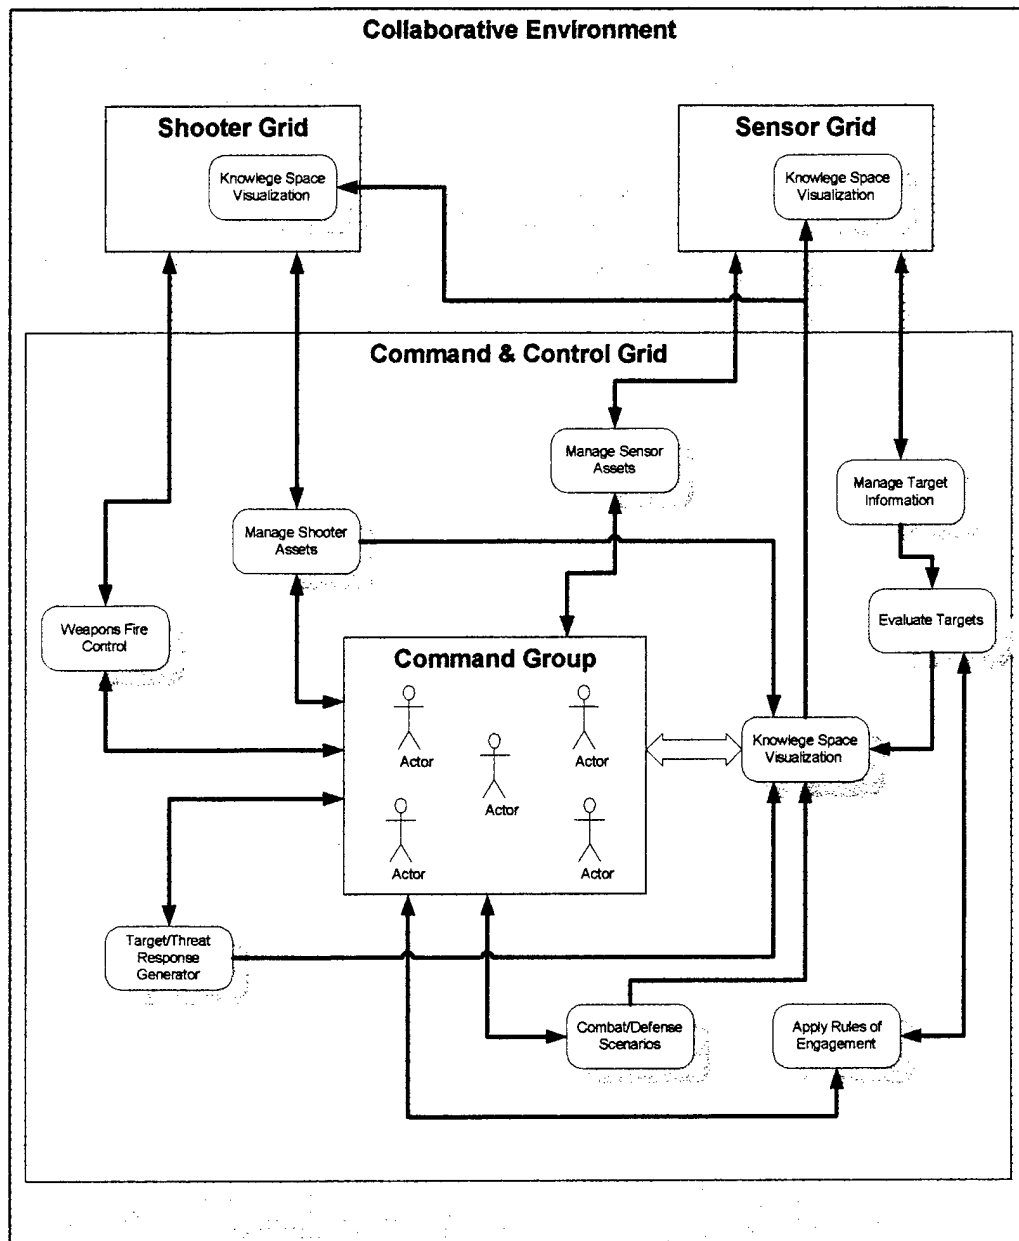 Collaborative Environment
Shooter Grid
Knowlege Space
Visualization
Sensor Grid
Knowlege Space
Visualization
Command & Control Grid
Manage Sensor
Assets
Manage Target
Information
Manage Shooter
Assets
Weapons Fire
Control
Evaluate Targets
Command Group
Actor
Actor
Actor
Actor
Actor
Knowlege Space
Visualization
Target/Threat
Response
Generator
Combat/Defense
Scenarios
Apply Rules of
Engagement